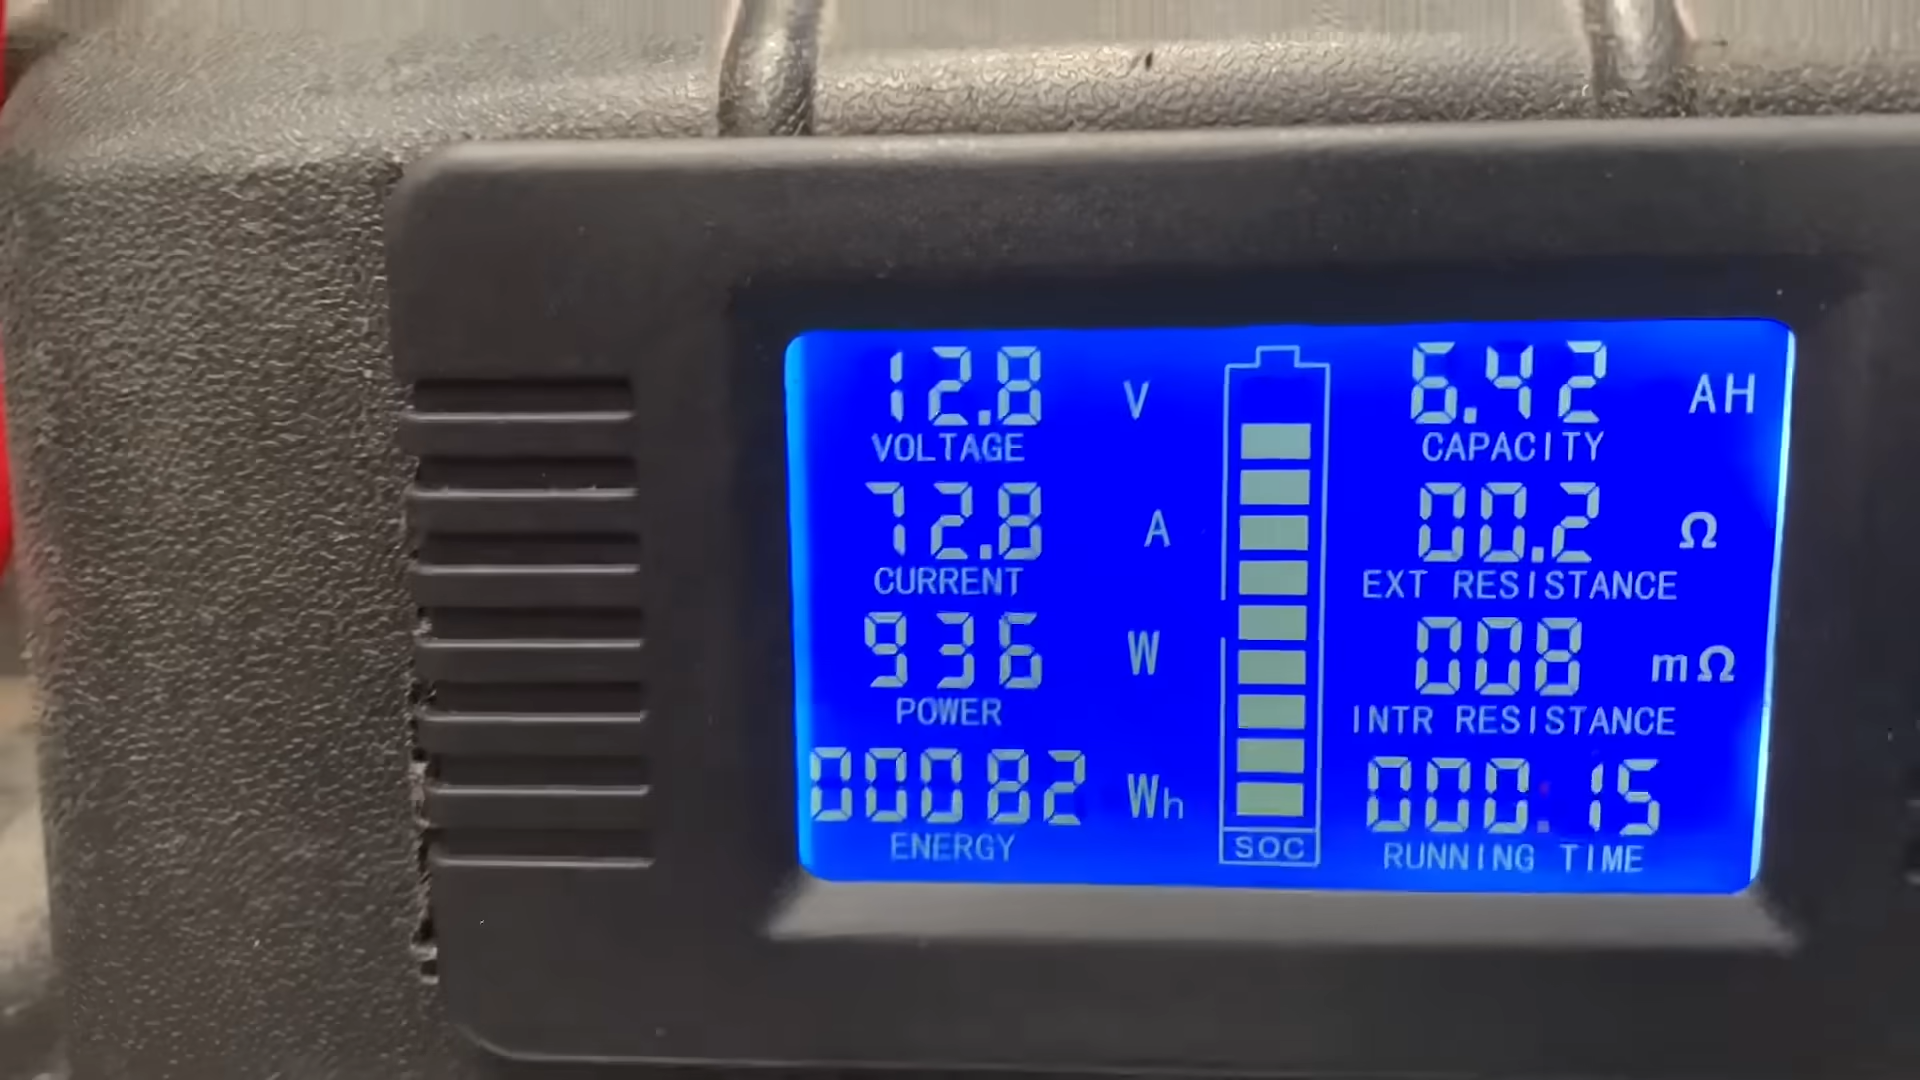 12.8 V
VOLTAGE
72.8 A
CURRENT
936 W
POWER
00082 Wh
ENERGY
SOC
6.42 AH
CAPACITY
00.2 Ω
EXT RESISTANCE
008 mΩ
INTR RESISTANCE
000:15
RUNNING TIME